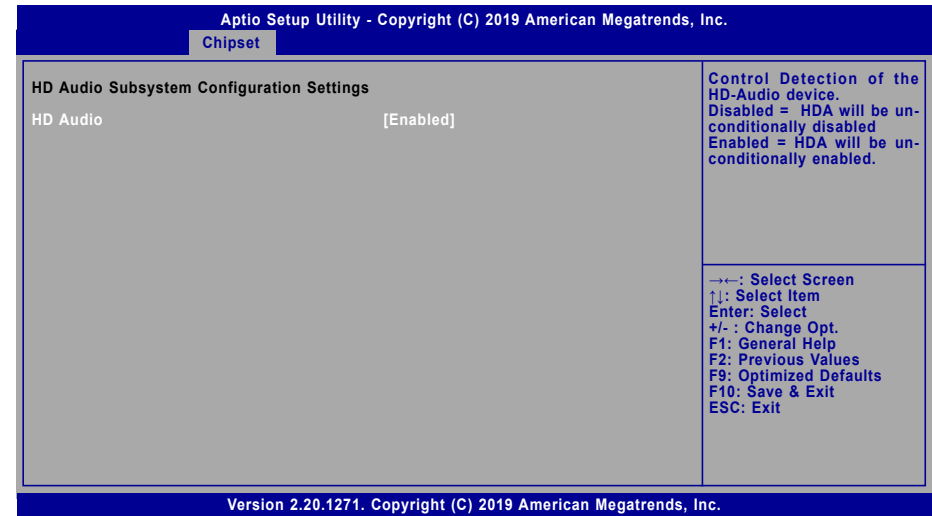 Aptio Setup Utility - Copyright (C) 2019 American Megatrends, Inc.
Chipset
HD Audio Subsystem Configuration Settings
HD Audio [Enabled]
Control Detection of the
HD-Audio device.
Disabled = HDA will be un-
conditionally disabled
Enabled = HDA will be un-
conditionally enabled.
→←: Select Screen
↑↓: Select Item
Enter: Select
+/- : Change Opt.
F1: General Help
F2: Previous Values
F9: Optimized Defaults
F10: Save & Exit
ESC: Exit
Version 2.20.1271. Copyright (C) 2019 American Megatrends, Inc.